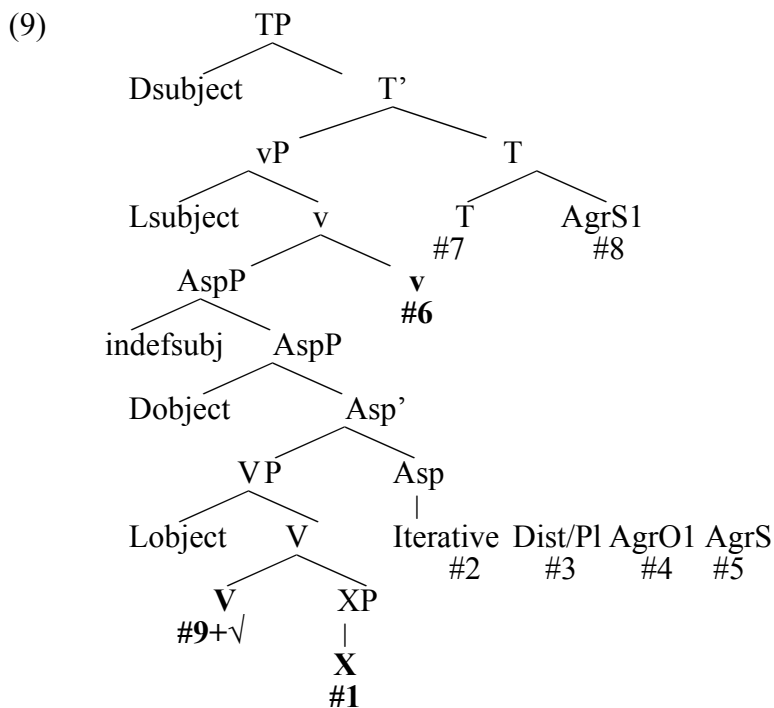 (9) TP
Dsubject T’
vP T
Lsubject v T AgrS1
#7 #8
AspP v
#6
indefsubj AspP
Dobject Asp’
VP Asp
Lobject V Iterative Dist/Pl AgrO1 AgrS
#2 #3 #4 #5
V XP
#9+√
X
#1